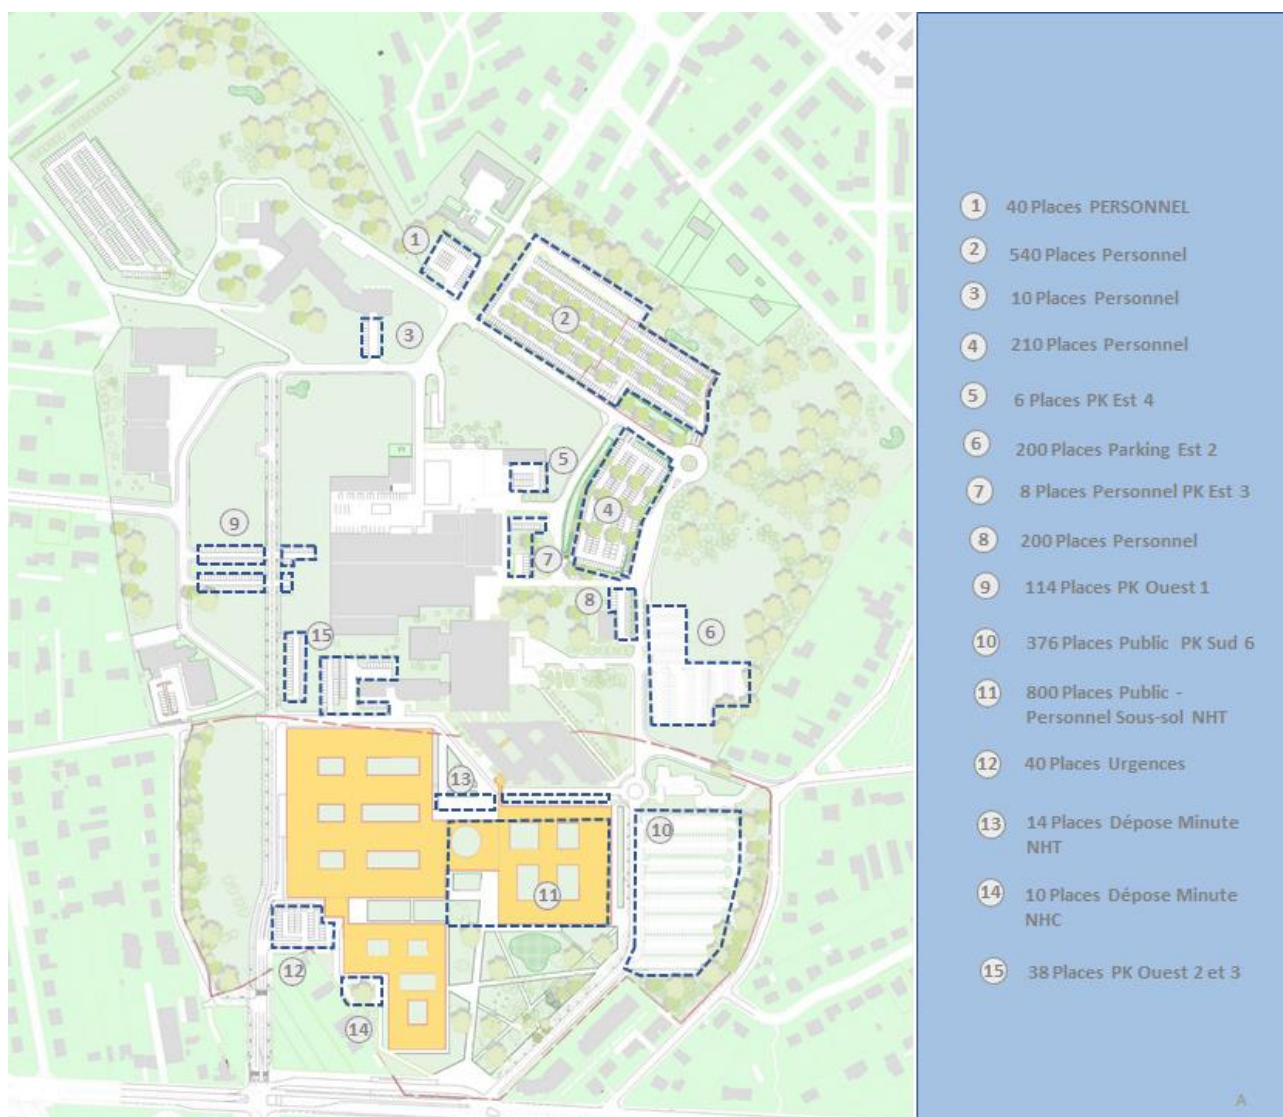 1 40 Places PERSONNEL
2 540 Places Personnel
3 10 Places Personnel
4 210 Places Personnel
5 6 Places PK Est 4
6 200 Places Parking Est 2
7 8 Places Personnel PK Est 3
8 200 Places Personnel
9 114 Places PK Ouest 1
10 376 Places Public PK Sud 6
11 800 Places Public -
Personnel Sous-sol NHT
12 40 Places Urgences
13 14 Places Dépose Minute
NHT
14 10 Places Dépose Minute
NHC
15 38 Places PK Ouest 2 et 3
A
1
2
3
5
4
9
7
8
15
6
13
10
11
12
14